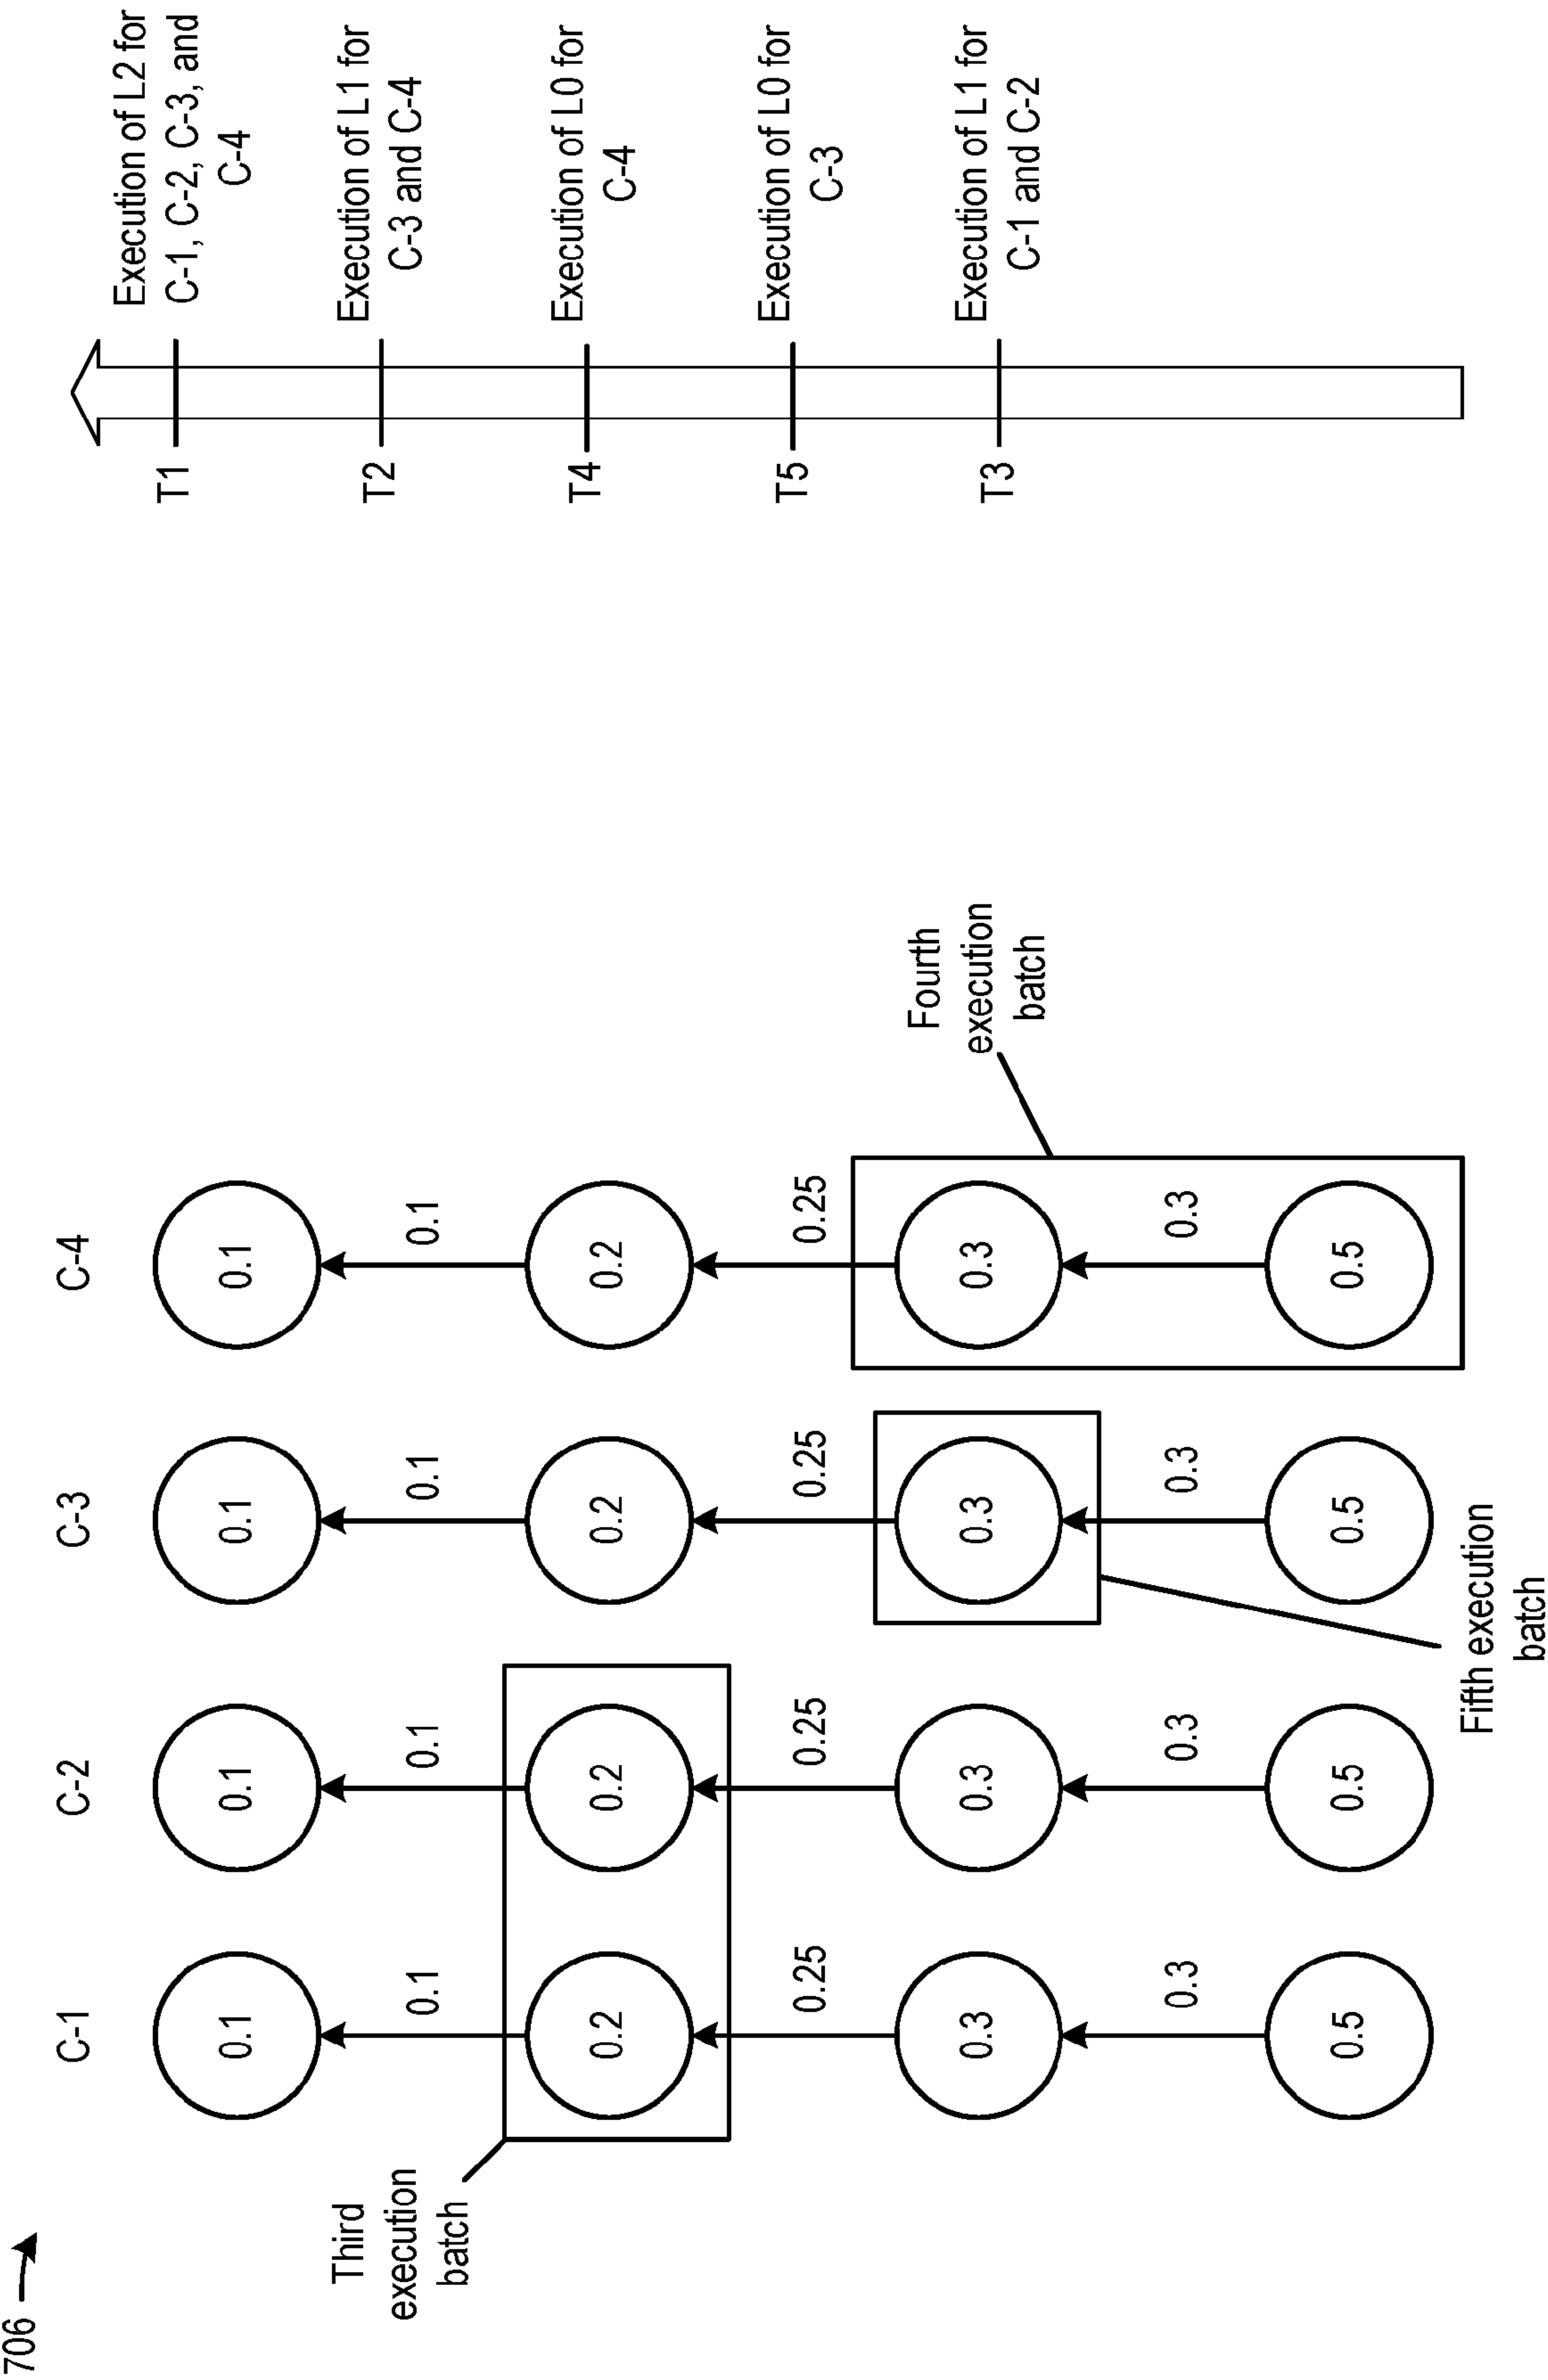 706
C-1
C-2
C-3
C-4
0.1
0.1
0.1
0.1
0.1
0.1
0.1
0.1
Third
execution
batch
0.2
0.2
0.2
0.2
0.25
0.25
0.25
0.25
Fourth
execution
batch
0.3
0.3
0.3
0.3
0.3
0.3
0.3
0.3
0.5
0.5
0.5
0.5
Fifth execution
batch
T1
Execution of L2 for
C-1, C-2, C-3, and
C-4
T2
Execution of L1 for
C-3 and C-4
T4
Execution of L0 for
C-4
T5
Execution of L0 for
C-3
T3
Execution of L1 for
C-1 and C-2